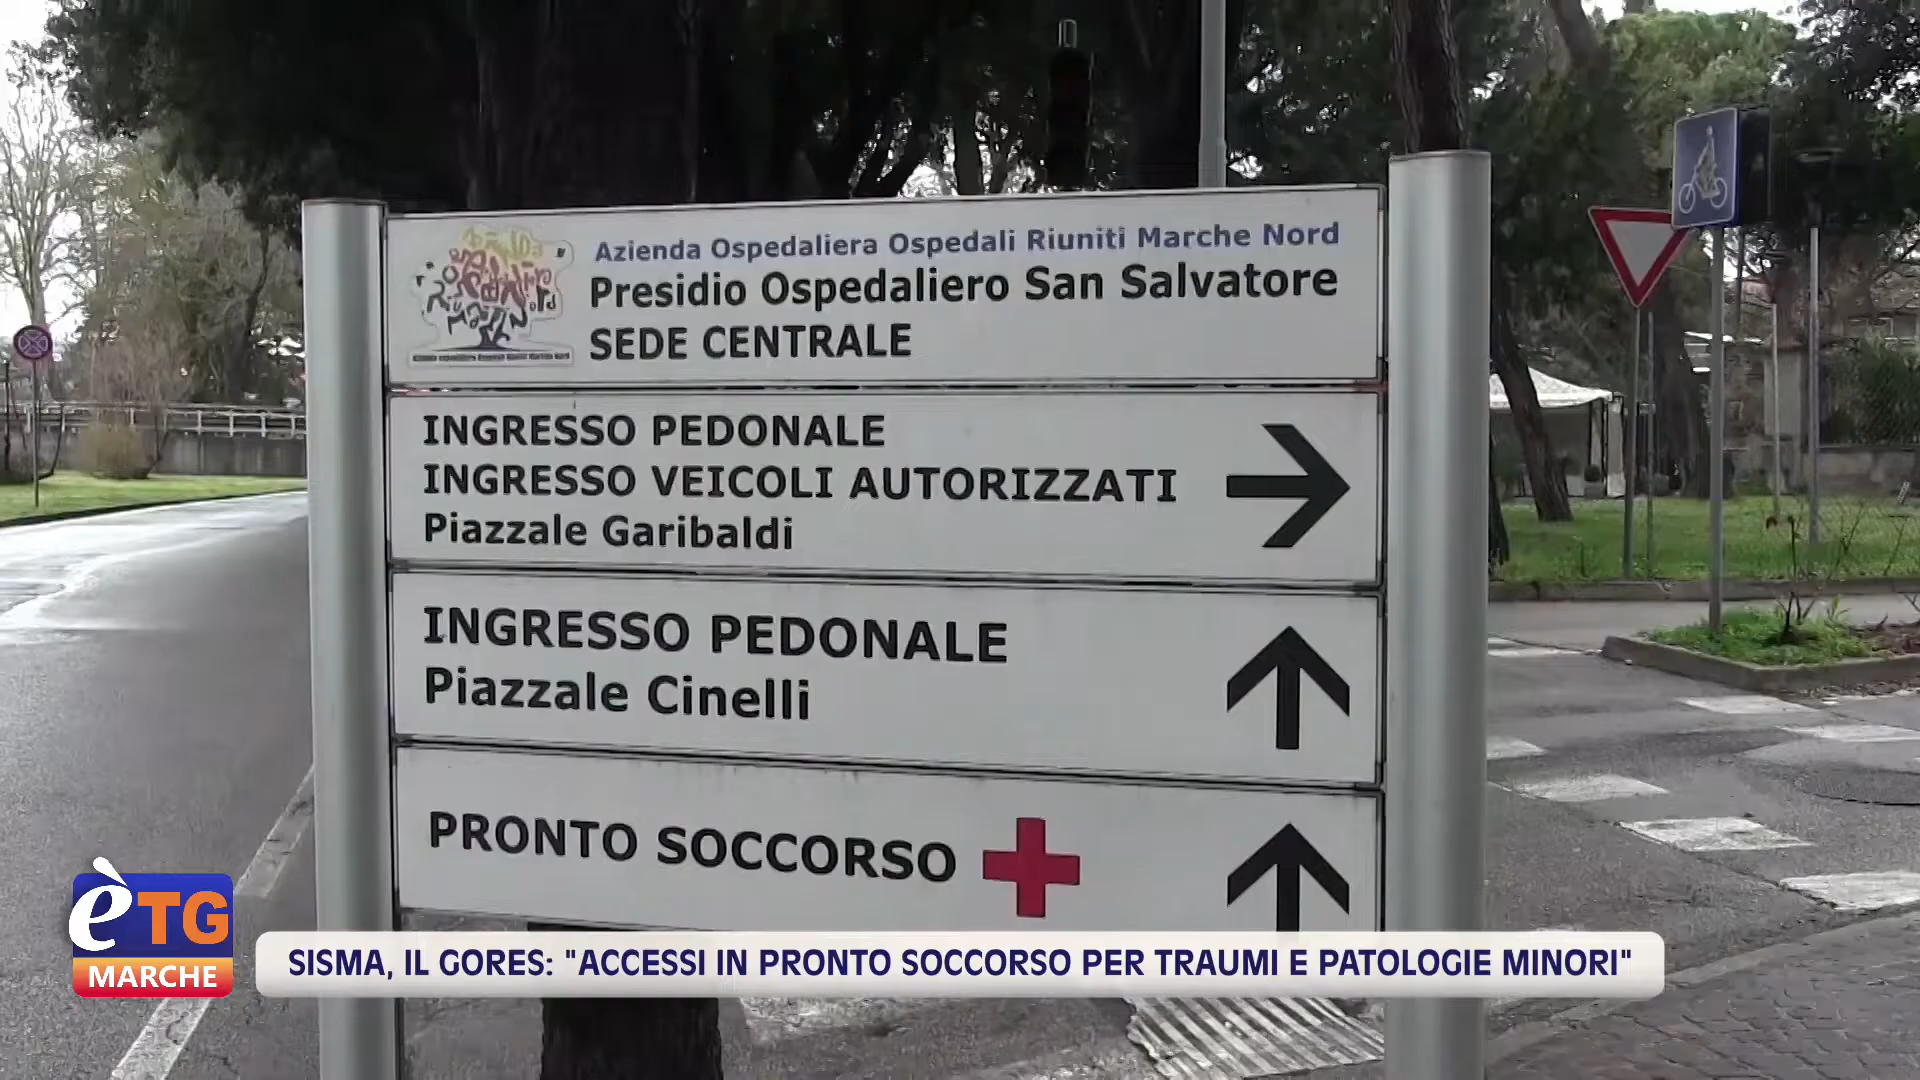 Azienda Ospedaliera Ospedali Riuniti Marche Nord
Presidio Ospedaliero San Salvatore
SEDE CENTRALE
INGRESSO PEDONALE
INGRESSO VEICOLI AUTORIZZATI
Piazzale Garibaldi
INGRESSO PEDONALE
Piazzale Cinelli
PRONTO SOCCORSO
èTG
MARCHE
SISMA, IL GORES: "ACCESSI IN PRONTO SOCCORSO PER TRAUMI E PATOLOGIE MINORI"